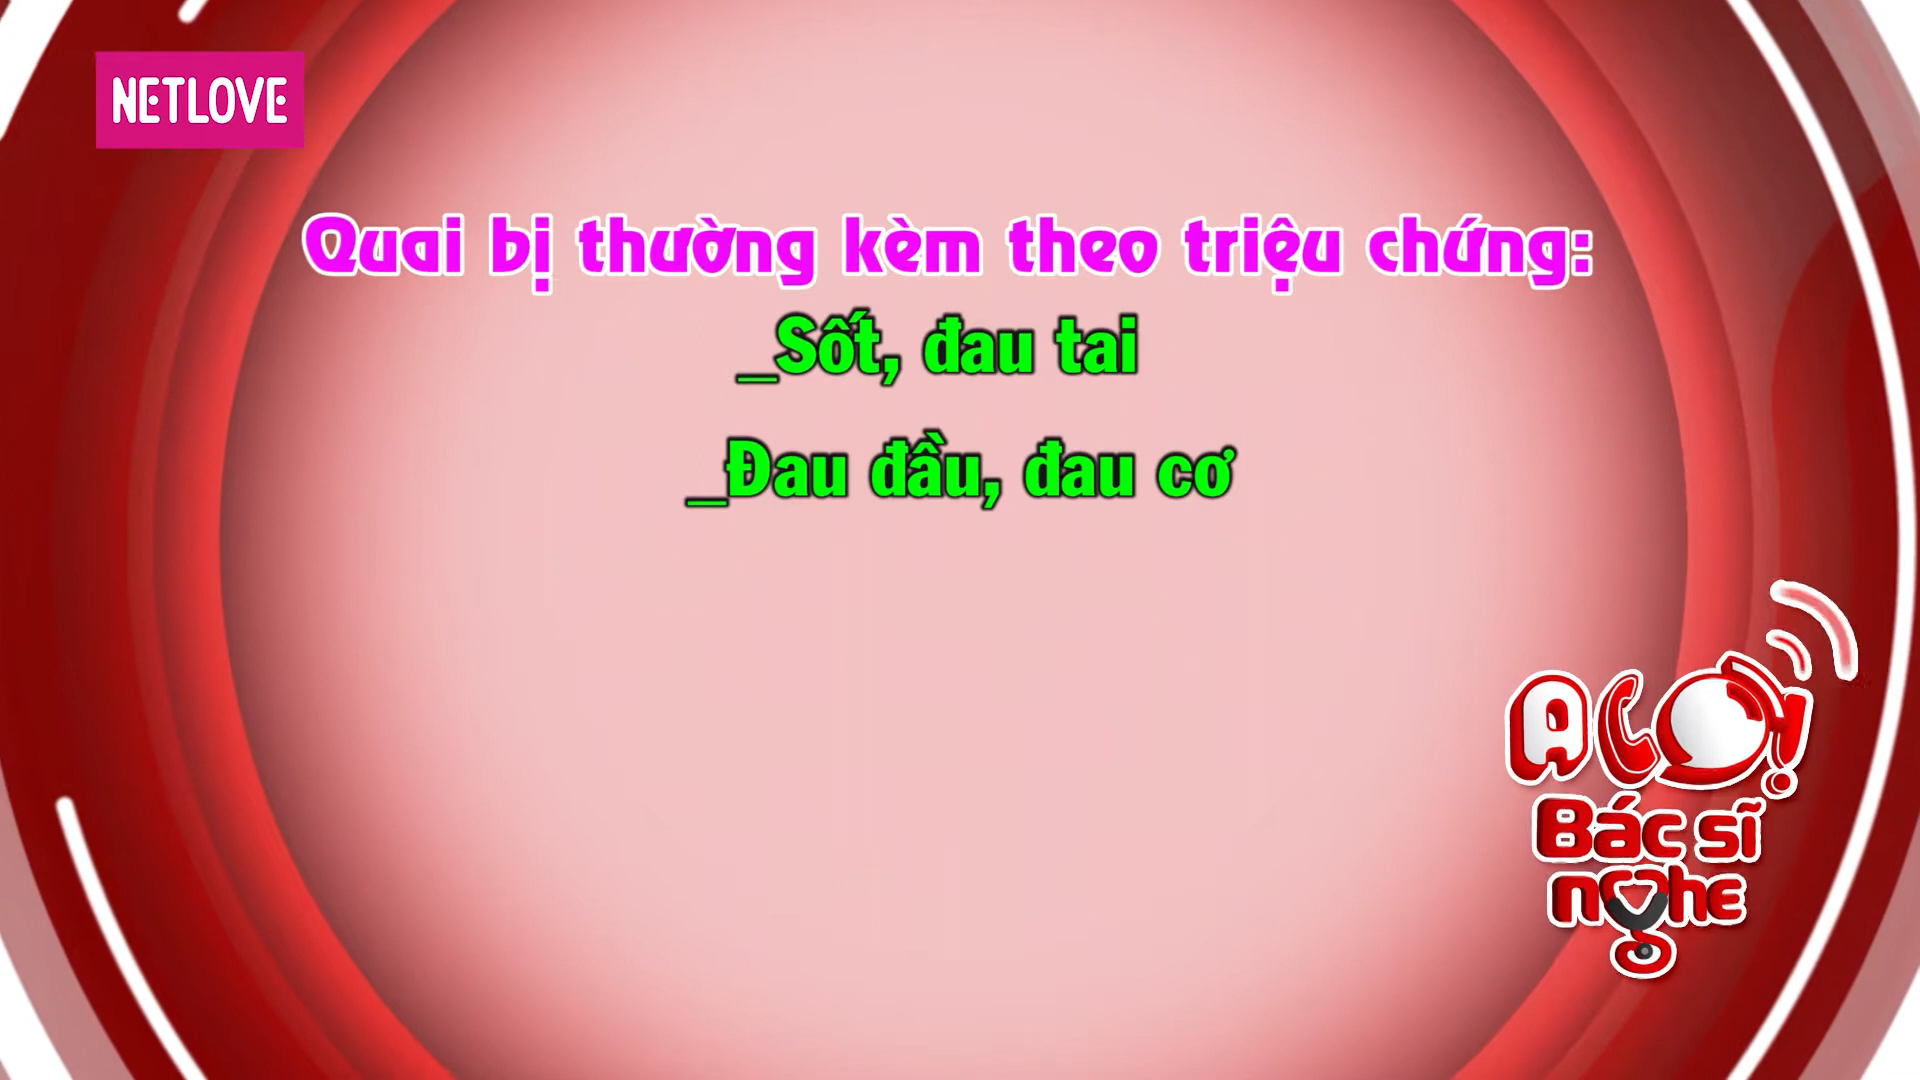 NETLOVE
Quai bị thường kèm theo triệu chứng:
_Sốt, đau tai
_Đau đầu, đau cơ
ALO!
Bác sĩ
nghe